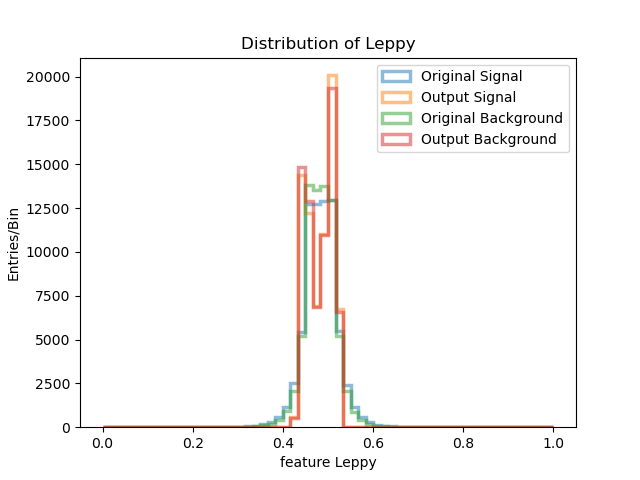 Distribution of Leppy
Original Signal
Output Signal
Original Background
Output Background
Entries/Bin
20000
17500
15000
12500
10000
7500
5000
2500
0
0.0 0.2 0.4 0.6 0.8 1.0
feature Leppy